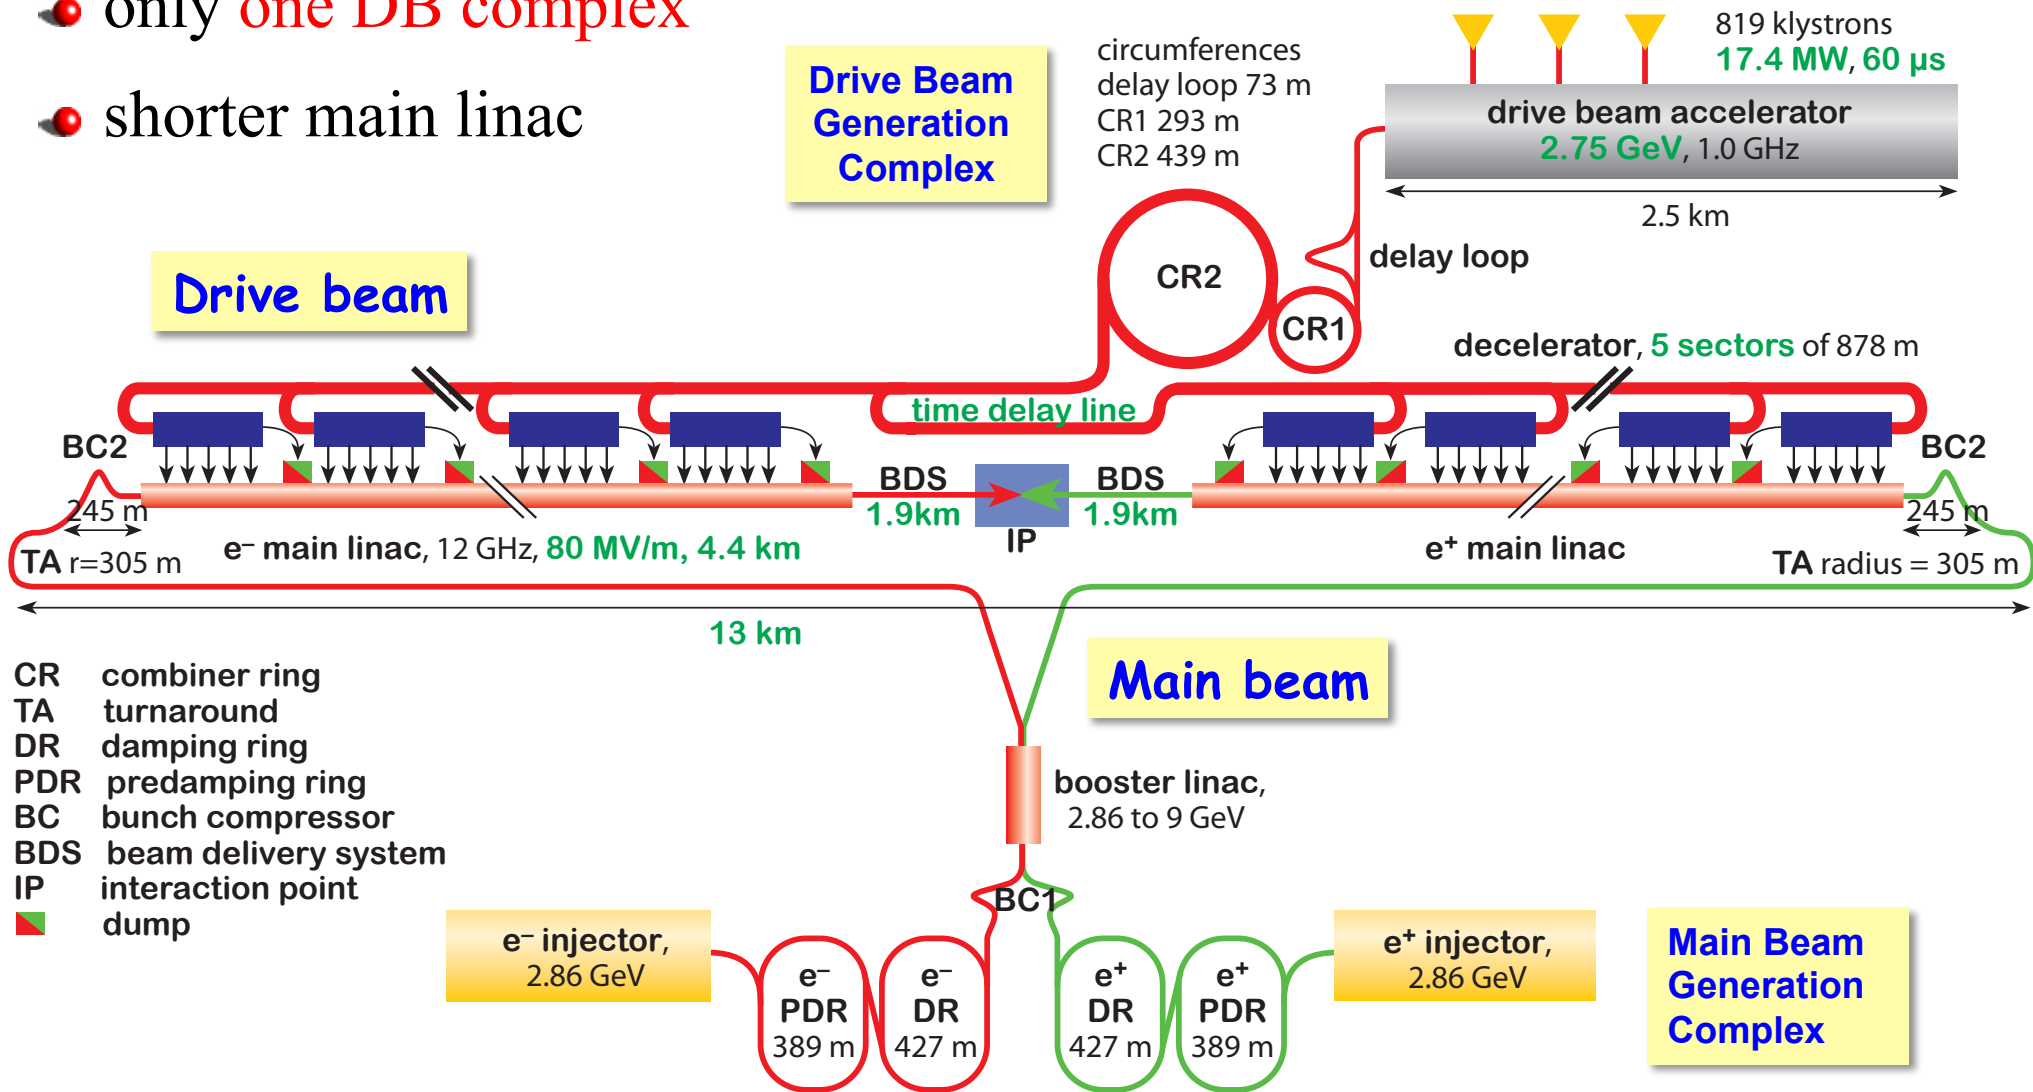 only one DB complex
shorter main linac
Drive Beam
Generation
Complex
circumferences
delay loop 73 m
CR1 293 m
CR2 439 m
819 klystrons
17.4 MW, 60 µs
drive beam accelerator
2.75 GeV, 1.0 GHz
2.5 km
delay loop
CR2
CR1
Drive beam
decelerator, 5 sectors of 878 m
time delay line
BC2
BC2
245 m
BDS
1.9km
IP
BDS
1.9km
245 m
TA r=305 m
e– main linac, 12 GHz, 80 MV/m, 4.4 km
e+ main linac
TA radius = 305 m
13 km
Main beam
CR combiner ring
TA turnaround
DR damping ring
PDR predamping ring
BC bunch compressor
BDS beam delivery system
IP interaction point
dump
booster linac,
2.86 to 9 GeV
BC1
e– injector,
2.86 GeV
e–
PDR
389 m
e–
DR
427 m
e+
DR
427 m
e+
PDR
389 m
e+ injector,
2.86 GeV
Main Beam
Generation
Complex